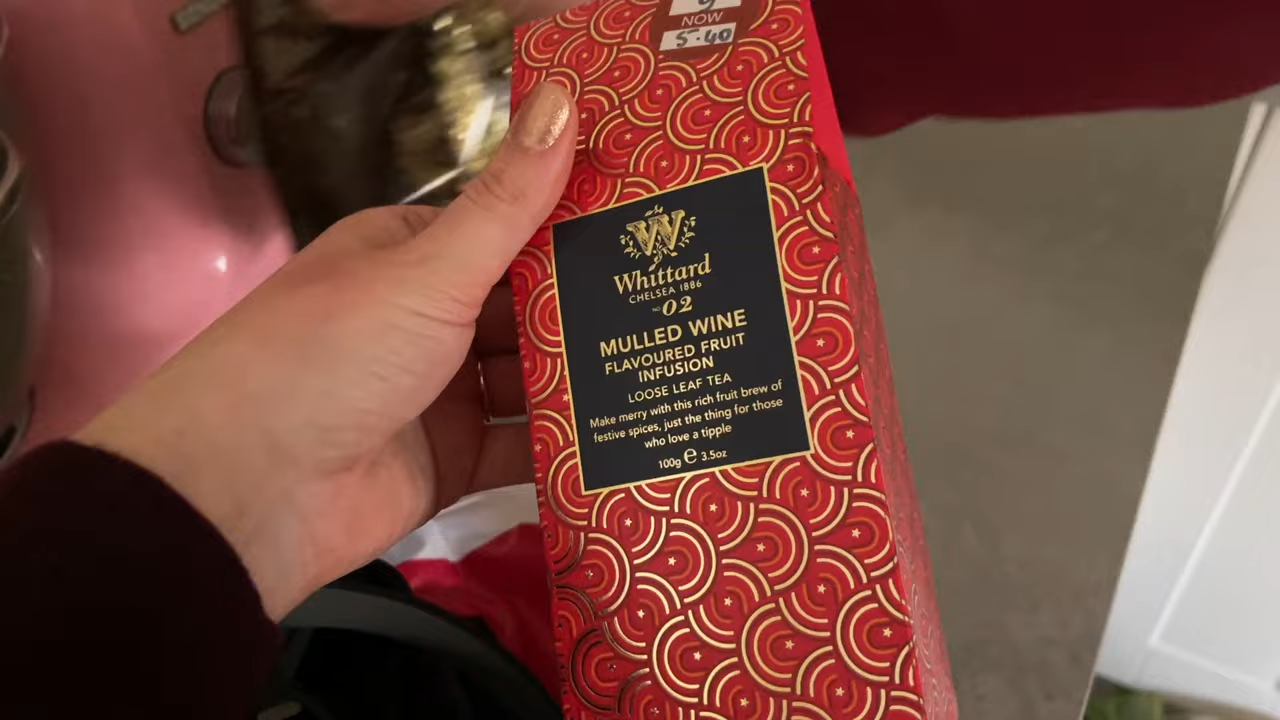 9
NOW
5.40
W
Whittard
CHELSEA 1886
NO 02
MULLED WINE
FLAVOURED FRUIT
INFUSION
LOOSE LEAF TEA
Make merry with this rich fruit brew of
festive spices, just the thing for those
who love a tipple
100g e 3.5oz